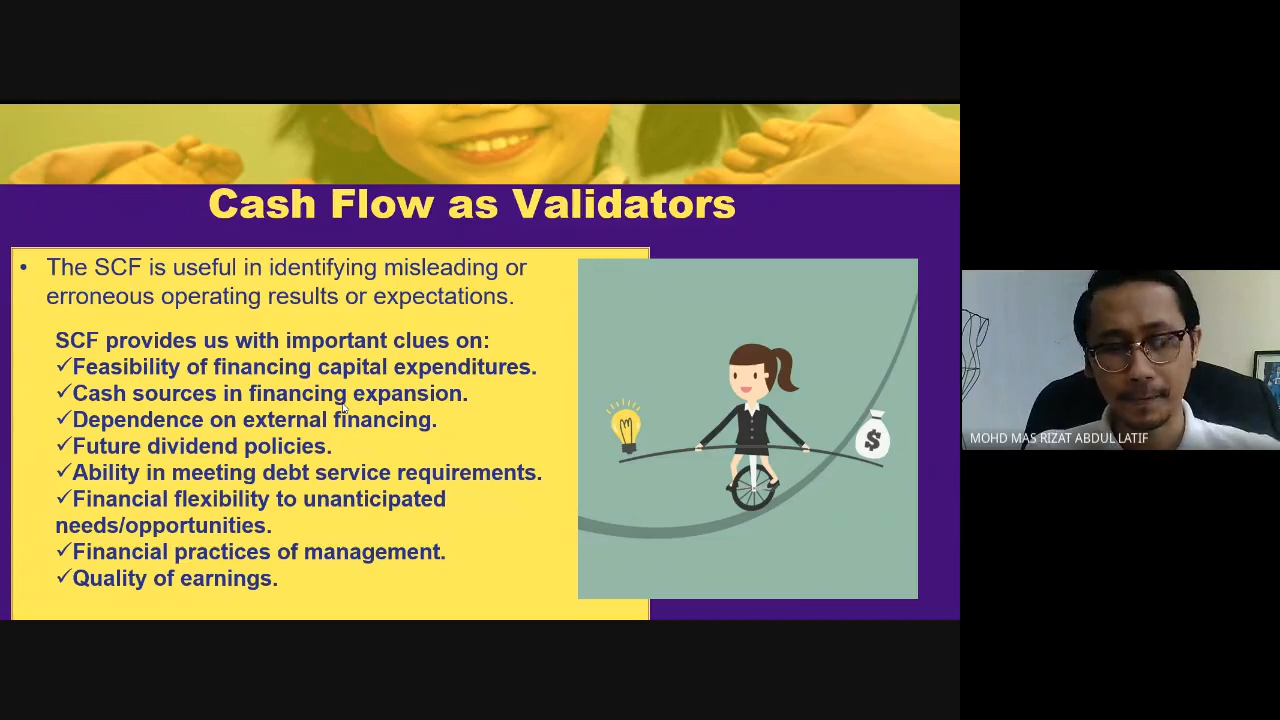 Cash Flow as Validators
• The SCF is useful in identifying misleading or
erroneous operating results or expectations.
SCF provides us with important clues on:
✓Feasibility of financing capital expenditures.
✓Cash sources in financing expansion.
✓Dependence on external financing.
✓Future dividend policies.
✓Ability in meeting debt service requirements.
✓Financial flexibility to unanticipated
needs/opportunities.
✓Financial practices of management.
✓Quality of earnings.
$
MOHD MAS RIZAT ABDUL LATIF